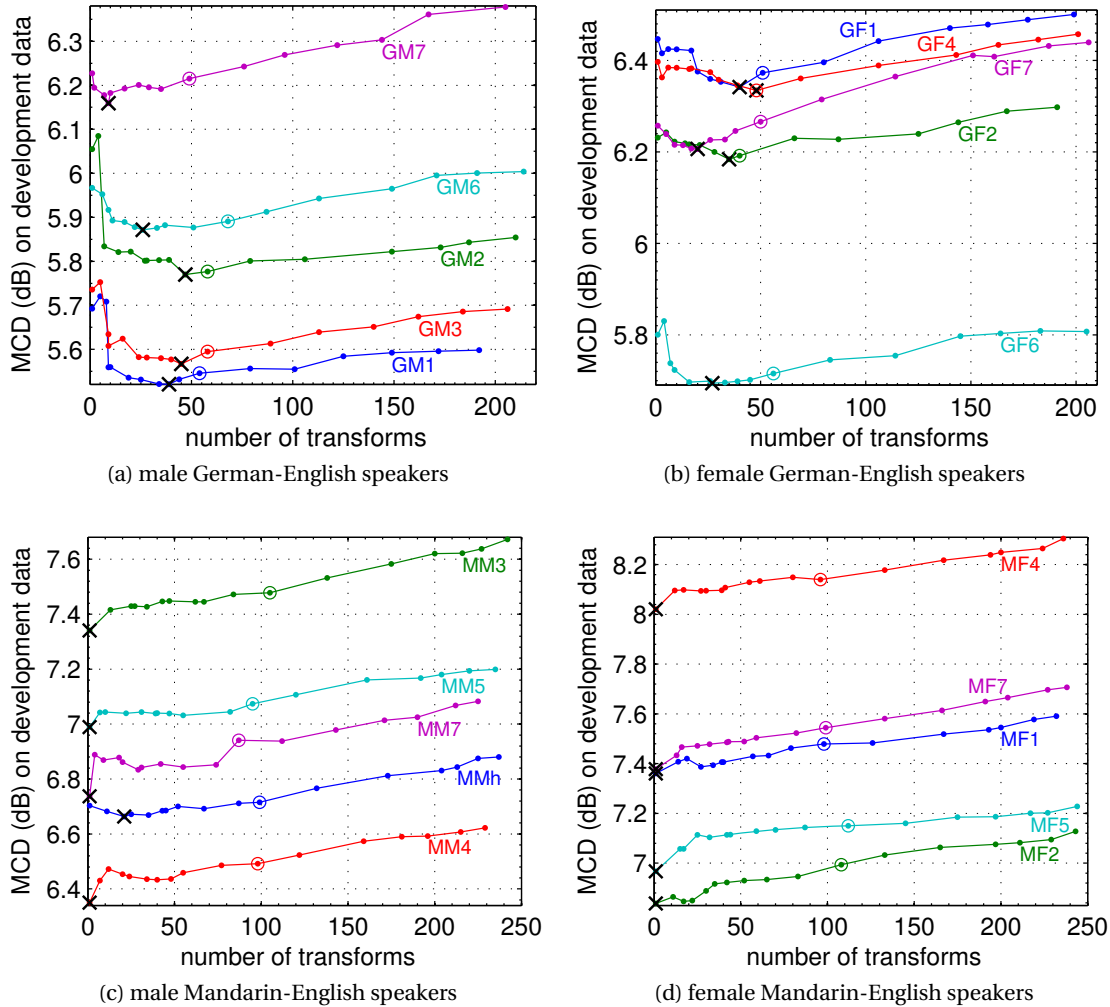 MCD (dB) on development data
6.3
6.2
6.1
6
5.9
5.8
5.7
5.6
GM7
GM6
GM2
GM3
GM1
0 50 100 150 200
number of transforms
(a) male German-English speakers
MCD (dB) on development data
6.4
6.2
6
5.8
GF1
GF4
GF7
GF2
GF6
0 50 100 150 200
number of transforms
(b) female German-English speakers
MCD (dB) on development data
7.6
7.4
7.2
7
6.8
6.6
6.4
MM3
MM5
MM7
MMh
MM4
0 50 100 150 200 250
number of transforms
(c) male Mandarin-English speakers
MCD (dB) on development data
8.2
8
7.8
7.6
7.4
7.2
7
MF4
MF7
MF1
MF5
MF2
0 50 100 150 200 250
number of transforms
(d) female Mandarin-English speakers